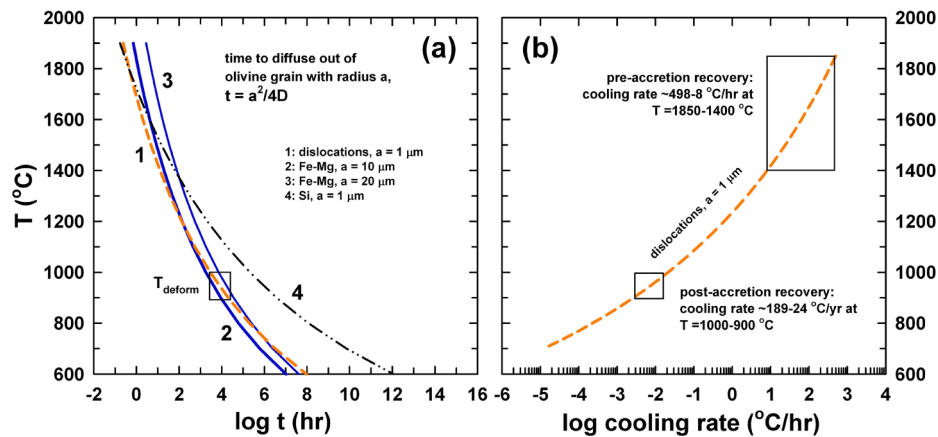 (a)
time to diffuse out of
olivine grain with radius a,
t = a²/4D
1: dislocations, a = 1 μm
2: Fe-Mg, a = 10 μm
3: Fe-Mg, a = 20 μm
4: Si, a = 1 μm
3
1
T_deform
4
2
T (°C)
2000
1800
1600
1400
1200
1000
800
600
-2 0 2 4 6 8 10 12 14 16
log t (hr)
(b)
pre-accretion recovery:
cooling rate ~498-8 °C/hr at
T =1850-1400 °C
dislocations, a = 1 μm
post-accretion recovery:
cooling rate ~189-24 °C/yr at
T =1000-900 °C
2000
1800
1600
1400
1200
1000
800
600
-6 -5 -4 -3 -2 -1 0 1 2 3 4
log cooling rate (°C/hr)